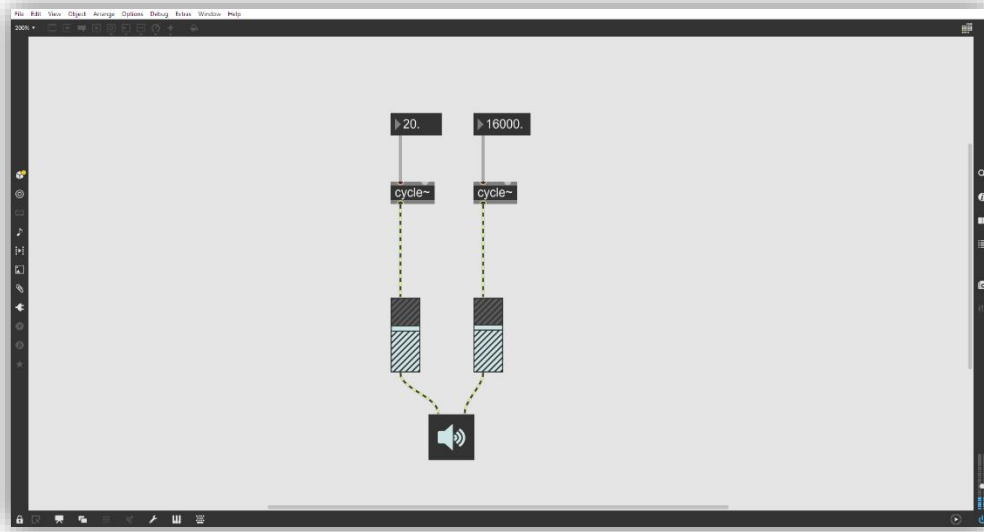 File Edit View Object Arrange Options Debug Extras Window Help
200%
20. 16000.
cycle~ cycle~